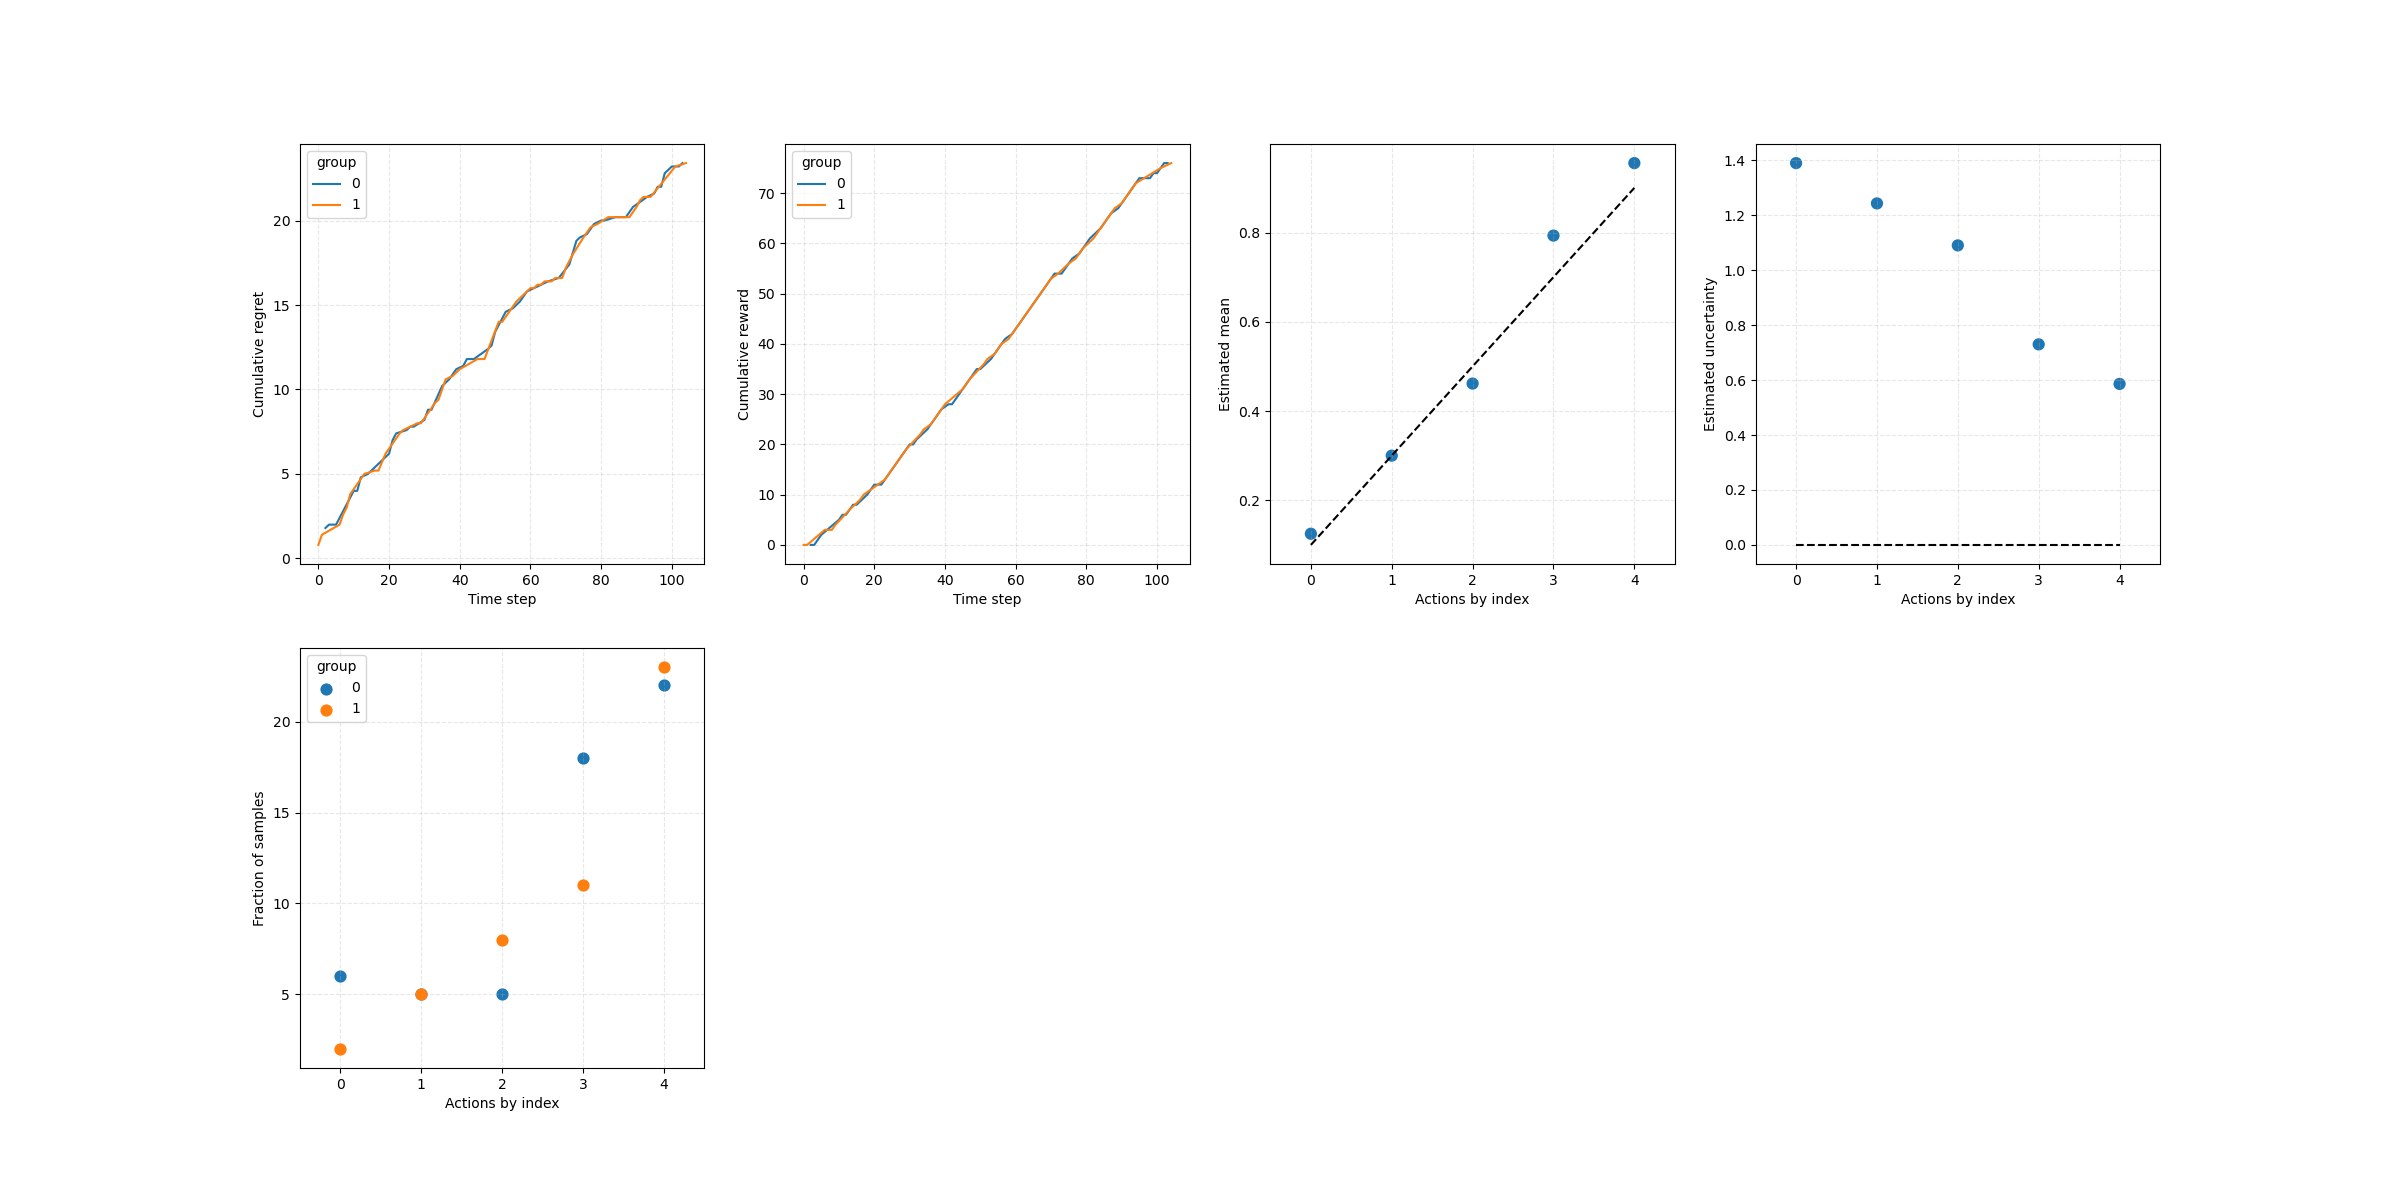 group
0
1
Cumulative regret
20
15
10
5
0
0 20 40 60 80 100
Time step
group
0
1
Cumulative reward
70
60
50
40
30
20
10
0
0 20 40 60 80 100
Time step
Estimated mean
0.8
0.6
0.4
0.2
0 1 2 3 4
Actions by index
Estimated uncertainty
1.4
1.2
1.0
0.8
0.6
0.4
0.2
0.0
0 1 2 3 4
Actions by index
group
0
1
Fraction of samples
20
15
10
5
0 1 2 3 4
Actions by index